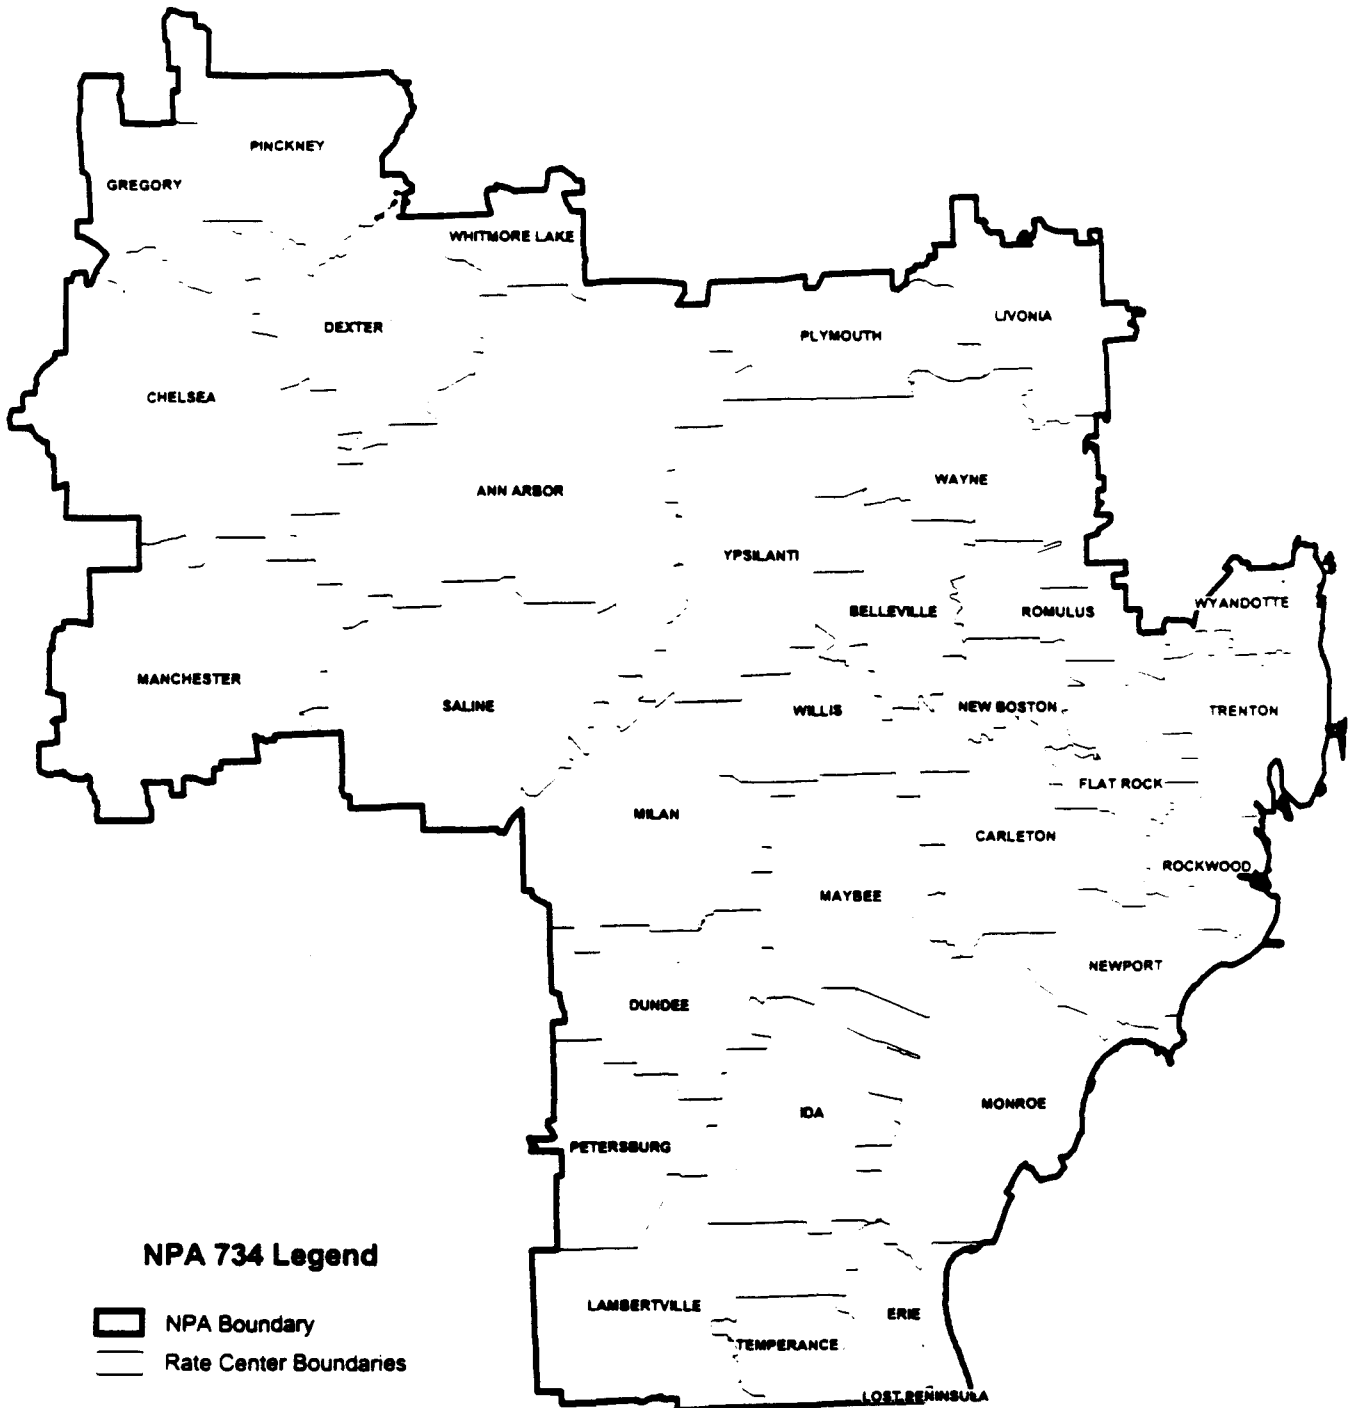 PINCKNEY
GREGORY
WHITMORE LAKE
LIVONIA
DEXTER
PLYMOUTH
CHELSEA
WAYNE
ANN ARBOR
YPSILANTI
WYANDOTTE
BELLEVILLE
ROMULUS
MANCHESTER
SALINE
WILLIS
NEW BOSTON
TRENTON
FLAT ROCK
MILAN
CARLETON
ROCKWOOD
MAYBEE
NEWPORT
DUNDEE
MONROE
IDA
PETERSBURG
NPA 734 Legend
NPA Boundary
Rate Center Boundaries
LAMBERTVILLE
ERIE
TEMPERANCE
LOST PENINSULA